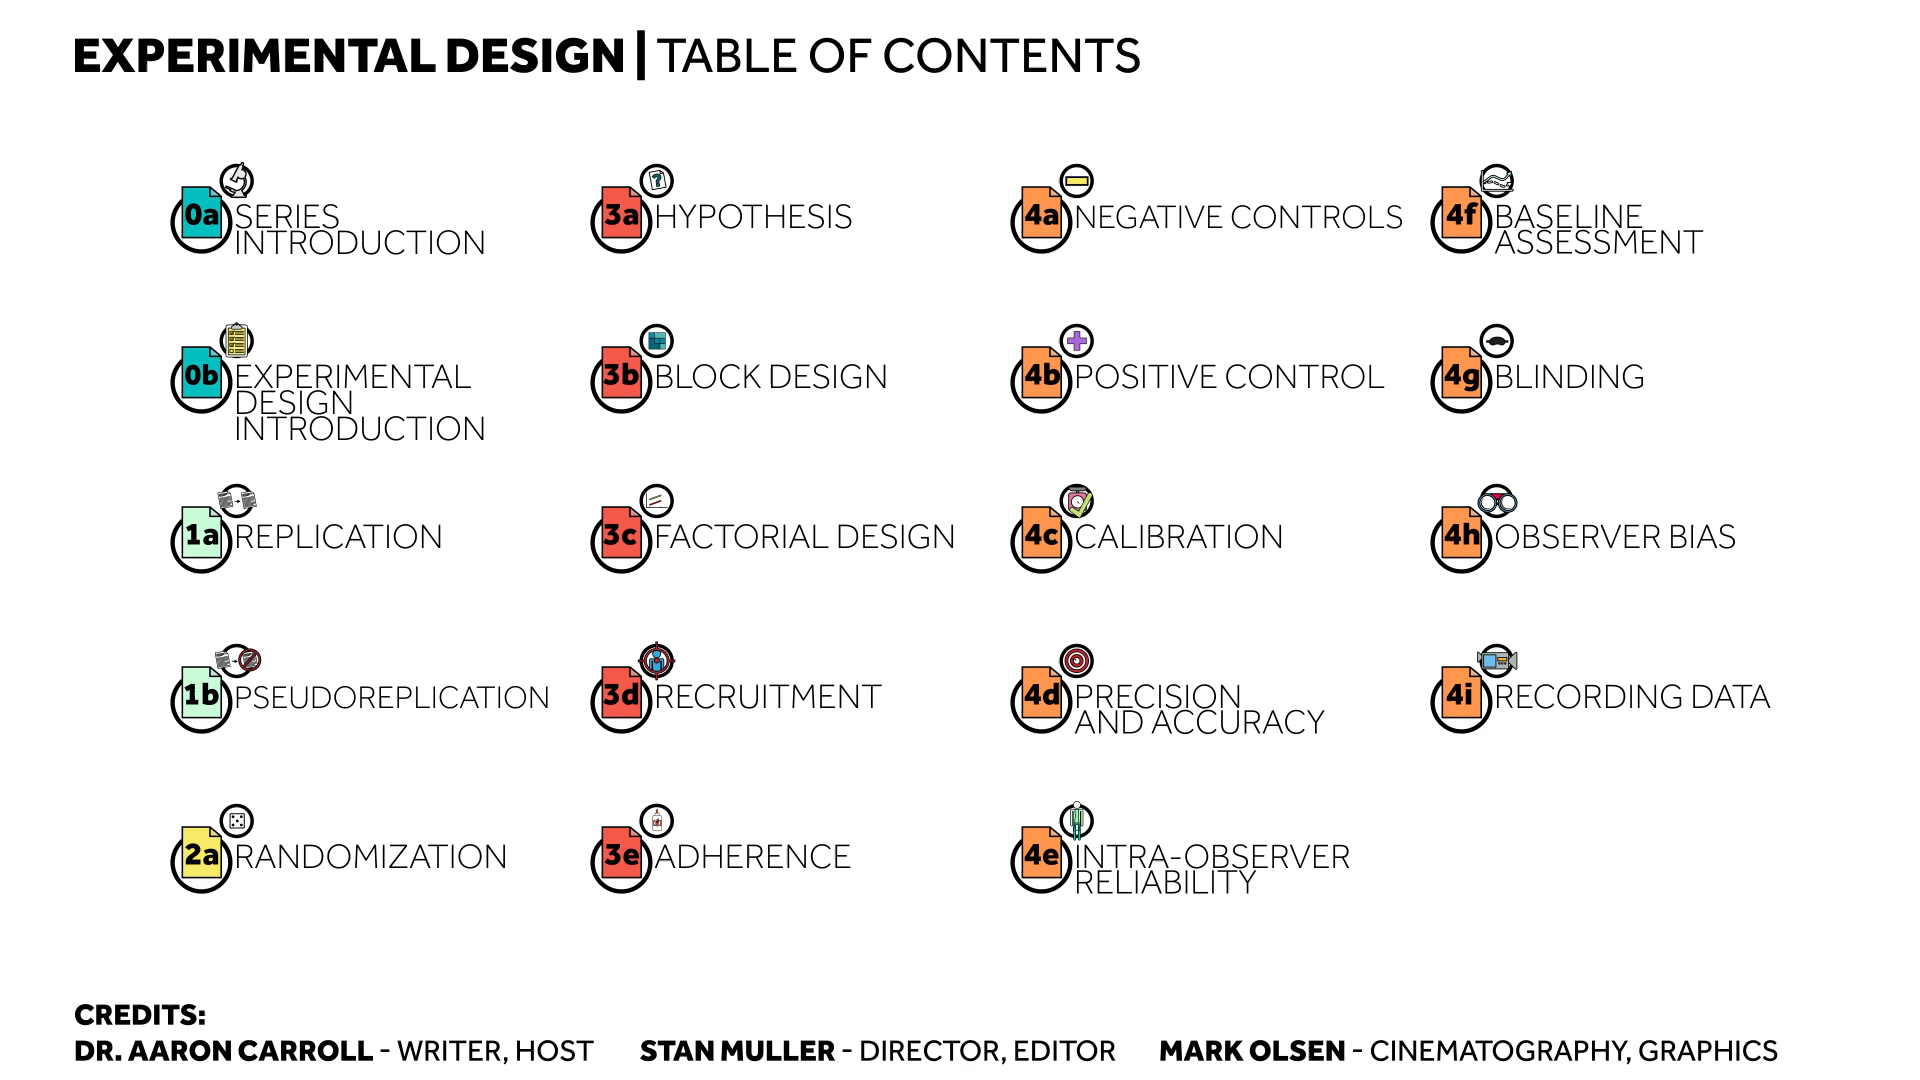 EXPERIMENTAL DESIGN | TABLE OF CONTENTS
0a SERIES
INTRODUCTION
0b EXPERIMENTAL
DESIGN
INTRODUCTION
1a REPLICATION
1b PSEUDOREPLICATION
2a RANDOMIZATION
3a HYPOTHESIS
3b BLOCK DESIGN
3c FACTORIAL DESIGN
3d RECRUITMENT
3e ADHERENCE
4a NEGATIVE CONTROLS
4b POSITIVE CONTROL
4c CALIBRATION
4d PRECISION
AND ACCURACY
4e INTRA-OBSERVER
RELIABILITY
4f BASELINE
ASSESSMENT
4g BLINDING
4h OBSERVER BIAS
4i RECORDING DATA
CREDITS:
DR. AARON CARROLL - WRITER, HOST STAN MULLER - DIRECTOR, EDITOR MARK OLSEN - CINEMATOGRAPHY, GRAPHICS